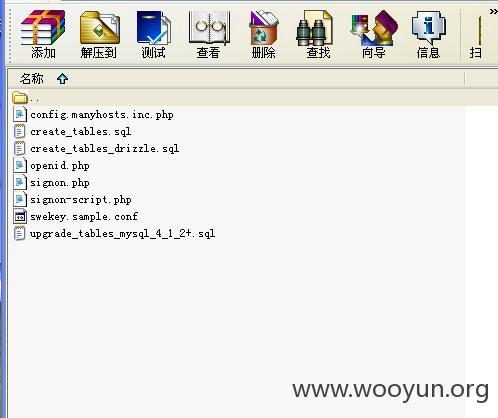 添加 解压到 测试 查看 删除 查找 向导 信息 扫
»
名称
..
config.manyhosts.inc.php
create_tables.sql
create_tables_drizzle.sql
openid.php
signon.php
signon-script.php
swekey.sample.conf
upgrade_tables_mysql_4_1_2+.sql
www.wooyun.org